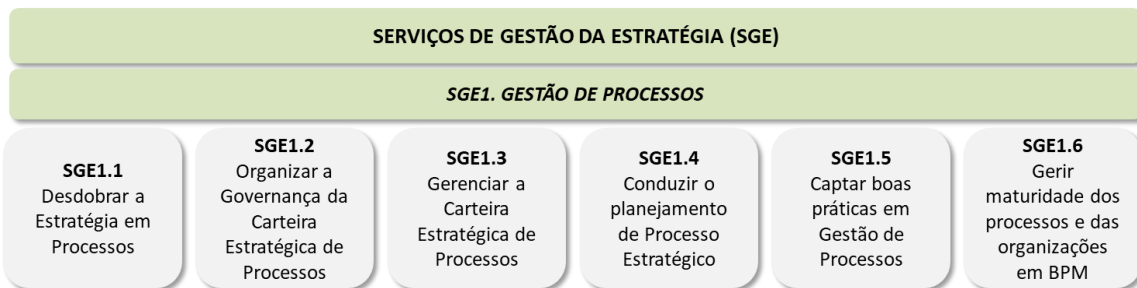 SERVIÇOS DE GESTÃO DA ESTRATÉGIA (SGE)
SGE1. GESTÃO DE PROCESSOS
SGE1.1
Desdobrar a
Estratégia em
Processos
SGE1.2
Organizar a
Governança da
Carteira
Estratégica de
Processos
SGE1.3
Gerenciar a
Carteira
Estratégica de
Processos
SGE1.4
Conduzir o
planejamento
de Processo
Estratégico
SGE1.5
Captar boas
práticas em
Gestão de
Processos
SGE1.6
Gerir
maturidade dos
processos e das
organizações
em BPM